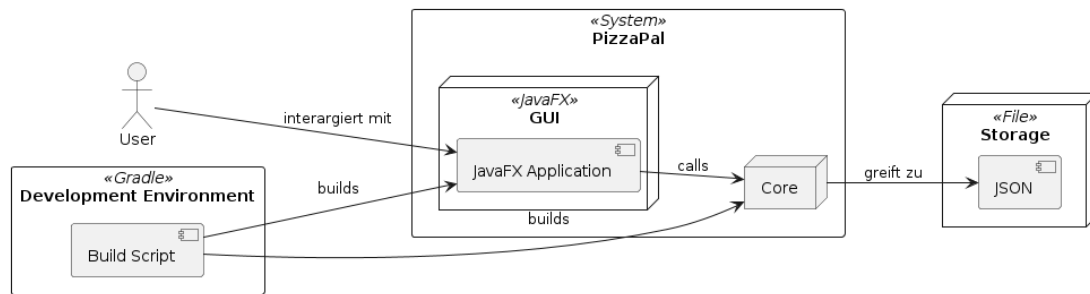 «System»
PizzaPal
«JavaFX»
GUI
«File»
Storage
interargiert mit
User
JavaFX Application
calls
Core
greift zu
JSON
«Gradle»
Development Environment
builds
builds
Build Script